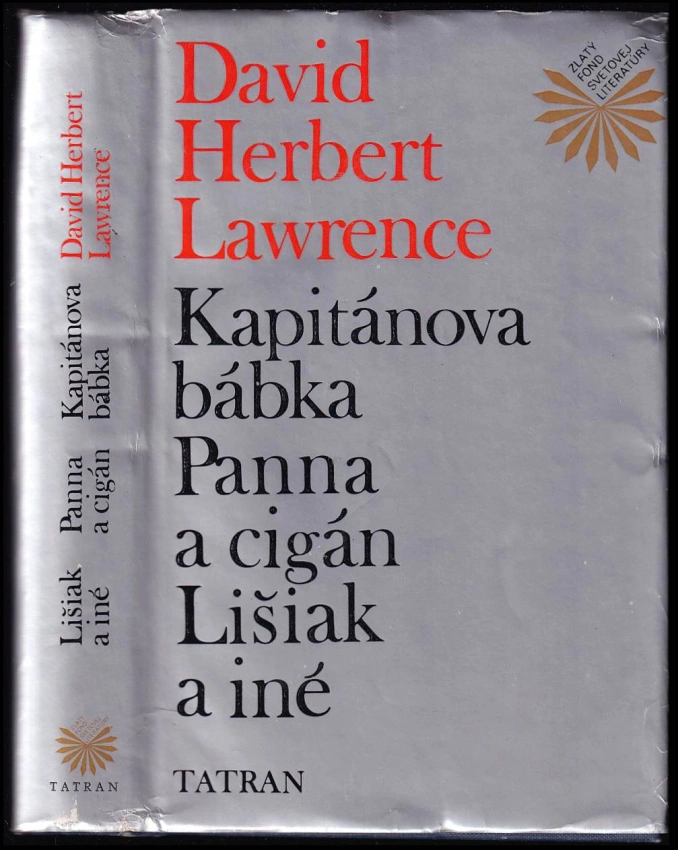 David Herbert
Lawrence
Kapitánova
bábka
Panna
a cigán
Lišiak
a iné
TATRAN
David
Herbert
Lawrence
Kapitánova
bábka
Panna
a cigán
Lišiak
a iné
TATRAN
ZLATÝ
FOND
SVETOVEJ
LITERATÚRY